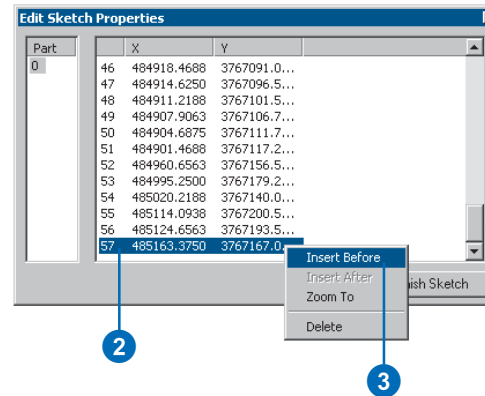 Edit Sketch Properties
Part X Y
0
46 484918.4688 3767091.0...
47 484914.6250 3767096.5...
48 484911.2188 3767101.5...
49 484907.9063 3767106.7...
50 484904.6875 3767111.7...
51 484901.4688 3767117.2...
52 484960.6563 3767156.5...
53 484995.2500 3767179.2...
54 485020.2188 3767140.0...
55 485114.0938 3767200.5...
56 485124.6563 3767193.5...
57 485163.3750 3767167.0...
Insert Before
Insert After
Zoom To
Delete
ish Sketch
2
3